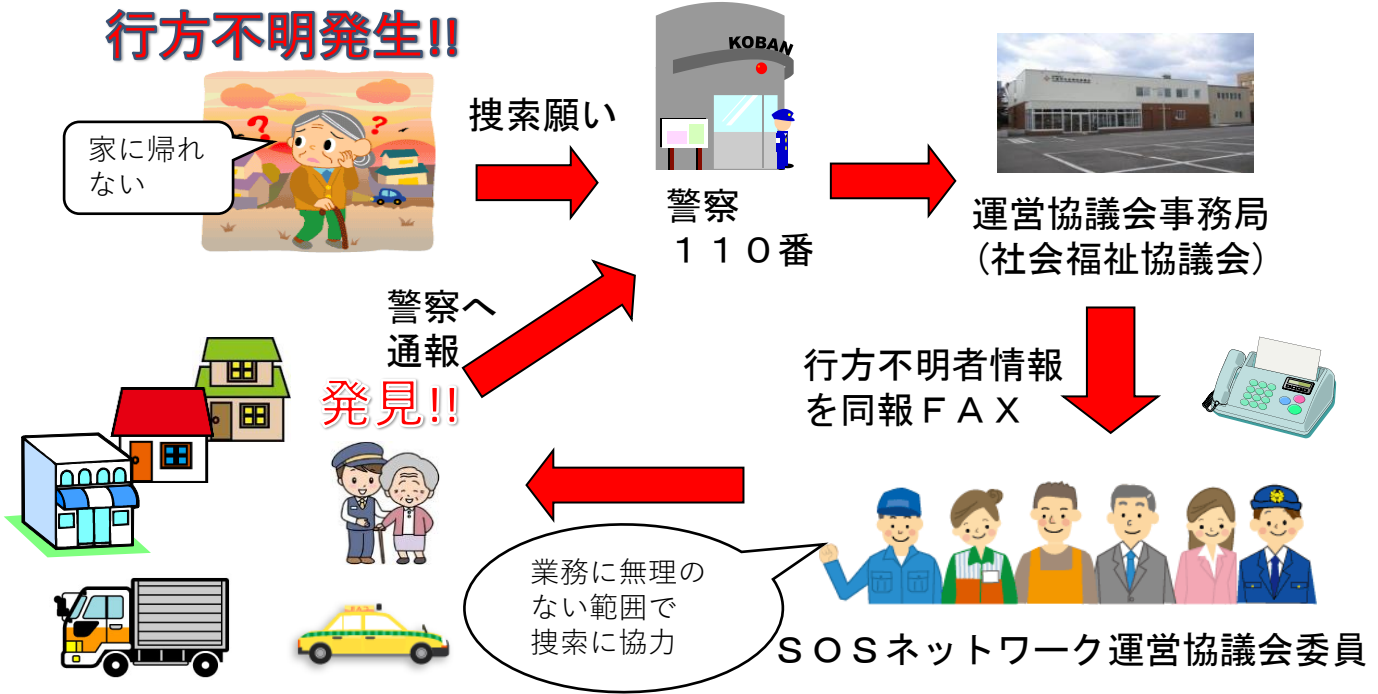 行方不明発生!!
家に帰れ
ない
捜索願い
KOBAN
警察
１１０番
運営協議会事務局
(社会福祉協議会)
警察へ
通報
発見!!
行方不明者情報
を同報ＦＡＸ
業務に無理の
ない範囲で
捜索に協力
ＳＯＳネットワーク運営協議会委員